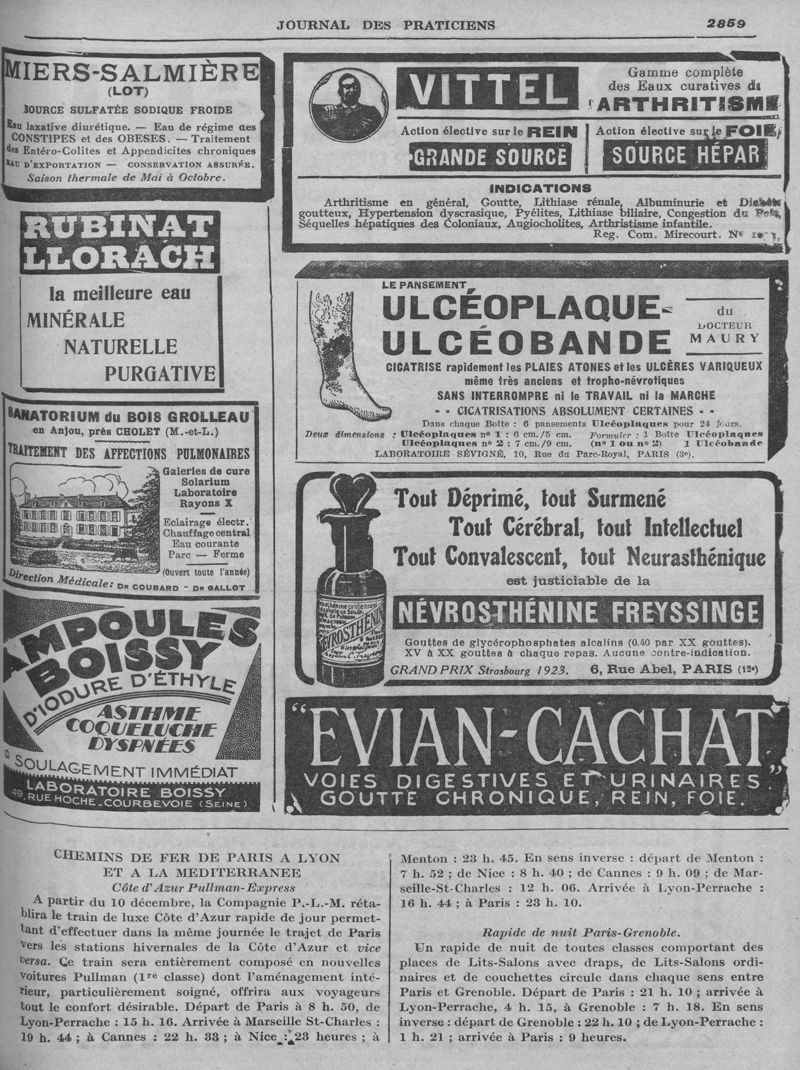 JOURNAL DES PRATICIENS
2859
MIERS-SALMIÈRE
(LOT)
SOURCE SULFATÉE SODIQUE FROIDE
Eau laxative diurétique. — Eau de régime des
CONSTIPES et des OBESES. — Traitement
des Entéro-Colites et Appendicites chroniques
EAU D'EXPORTATION — CONSERVATION ASSURÉE.
Saison thermale de Mai à Octobre.
RUBINAT
LLORACH
la meilleure eau
MINÉRALE
NATURELLE
PURGATIVE
SANATORIUM du BOIS GROLLEAU
en Anjou, près CHOLET (M.-et-L.)
TRAITEMENT DES AFFECTIONS PULMONAIRES
Galeries de cure
Solarium
Laboratoire
Rayons X
Eclairage électr.
Chauffage central
Eau courante
Parc — Ferme
(Ouvert toute l'année)
Direction Médicale: DR COUBARD - DR GALLOT
AMPOULES
BOISSY
D'IODURE D'ÉTHYLE
ASTHME
COQUELUCHE
DYSPNÉES
SOULAGEMENT IMMÉDIAT
LABORATOIRE BOISSY
49, RUE HOCHE_COURBEVOIE (SEINE)
VITTEL
Gamme complète
des Eaux curatives de
l'ARTHRITISME
Action élective sur le REIN
GRANDE SOURCE
Action élective sur le FOIE
SOURCE HÉPAR
INDICATIONS
Arthritisme en général, Goutte, Lithiase rénale, Albuminurie et Diabète
goutteux, Hypertension dyscrasique, Pyélites, Lithiase biliaire, Congestion du Foie,
Séquelles hépatiques des Coloniaux, Angiocholites, Arthristisme infantile.
Reg. Com. Mirecourt. No
LE PANSEMENT
ULCÉOPLAQUE-
ULCÉOBANDE
du
DOCTEUR
MAURY
CICATRISE rapidement les PLAIES ATONES et les ULCÈRES VARIQUEUX
même très anciens et tropho-névrotiques
SANS INTERROMPRE ni le TRAVAIL ni la MARCHE
- - CICATRISATIONS ABSOLUMENT CERTAINES - -
Dans chaque Boîte : 6 pansements Ulcéoplaques pour 24 jours.
Deux dimensions : Ulcéoplaques no 1 : 6 cm./5 cm.
Ulcéoplaques no 2 : 7 cm./9 cm.
Formuler : 1 Boîte Ulcéoplaques
(no 1 ou no 2) 1 Ulcéobande
LABORATOIRE SÉVIGNÉ, 10, Rue du Parc-Royal, PARIS (3e).
Tout Déprimé, tout Surmené
Tout Cérébral, tout Intellectuel
Tout Convalescent, tout Neurasthénique
est justiciable de la
NÉVROSTHÉNINE FREYSSINGE
Gouttes de glycérophosphates alcalins (0.40 par XX gouttes).
XV à XX gouttes à chaque repas. Aucune contre-indication.
GRAND PRIX Strasbourg 1923. 6, Rue Abel, PARIS (12e)
"EVIAN-CACHAT"
VOIES DIGESTIVES ET URINAIRES.
GOUTTE CHRONIQUE, REIN, FOIE.
CHEMINS DE FER DE PARIS A LYON
ET A LA MEDITERRANEE
Côte d'Azur Pullman-Express
A partir du 10 décembre, la Compagnie P.-L.-M. réta-
blira le train de luxe Côte d'Azur rapide de jour permet-
tant d'effectuer dans la même journée le trajet de Paris
vers les stations hivernales de la Côte d'Azur et vice
versa. Ce train sera entièrement composé en nouvelles
voitures Pullman (1re classe) dont l'aménagement inté-
rieur, particulièrement soigné, offrira aux voyageurs
tout le confort désirable. Départ de Paris à 8 h. 50, de
Lyon-Perrache : 15 h. 16. Arrivée à Marseille St-Charles :
19 h. 44 ; à Cannes : 22 h. 33 ; à Nice : 23 heures ; à
Menton : 23 h. 45. En sens inverse : départ de Menton :
7 h. 52 ; de Nice : 8 h. 40 ; de Cannes : 9 h. 09 ; de Mar-
seille-St-Charles : 12 h. 06. Arrivée à Lyon-Perrache :
16 h. 44 ; à Paris : 23 h. 10.
Rapide de nuit Paris-Grenoble.
Un rapide de nuit de toutes classes comportant des
places de Lits-Salons avec draps, de Lits-Salons ordi-
naires et de couchettes circule dans chaque sens entre
Paris et Grenoble. Départ de Paris : 21 h. 10 ; arrivée à
Lyon-Perrache, 4 h. 15, à Grenoble : 7 h. 18. En sens
inverse : départ de Grenoble : 22 h. 10 ; de Lyon-Perrache :
1 h. 21 ; arrivée à Paris : 9 heures.